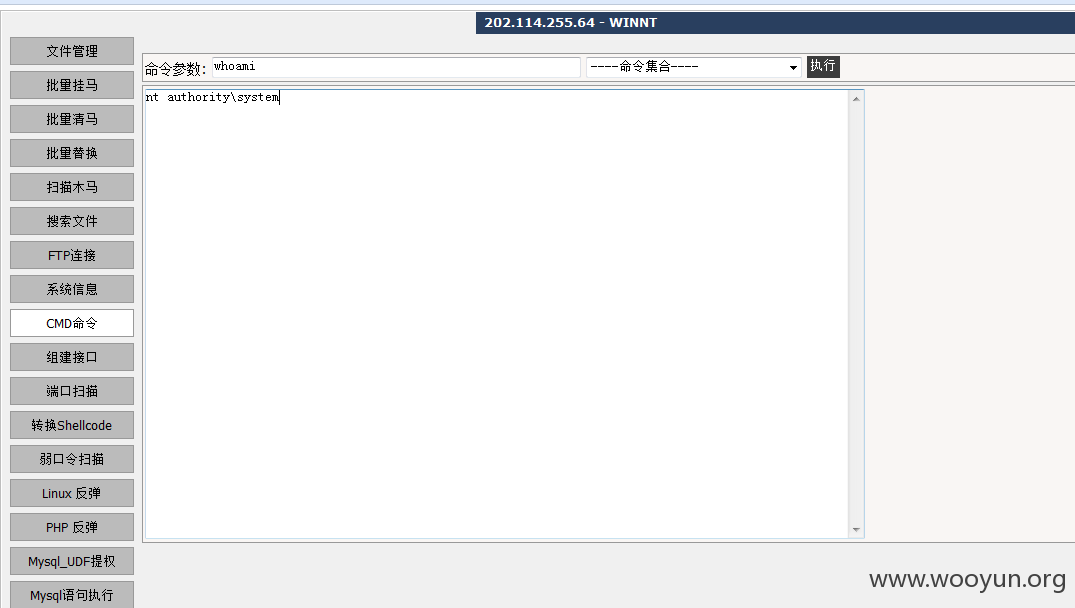 202.114.255.64 - WINNT
文件管理
批量挂马
批量清马
批量替换
扫描木马
搜索文件
FTP连接
系统信息
CMD命令
组建接口
端口扫描
转换Shellcode
弱口令扫描
Linux 反弹
PHP 反弹
Mysql_UDF提权
Mysql语句执行
命令参数: whoami ----命令集合---- 执行
nt authority\system
www.wooyun.org